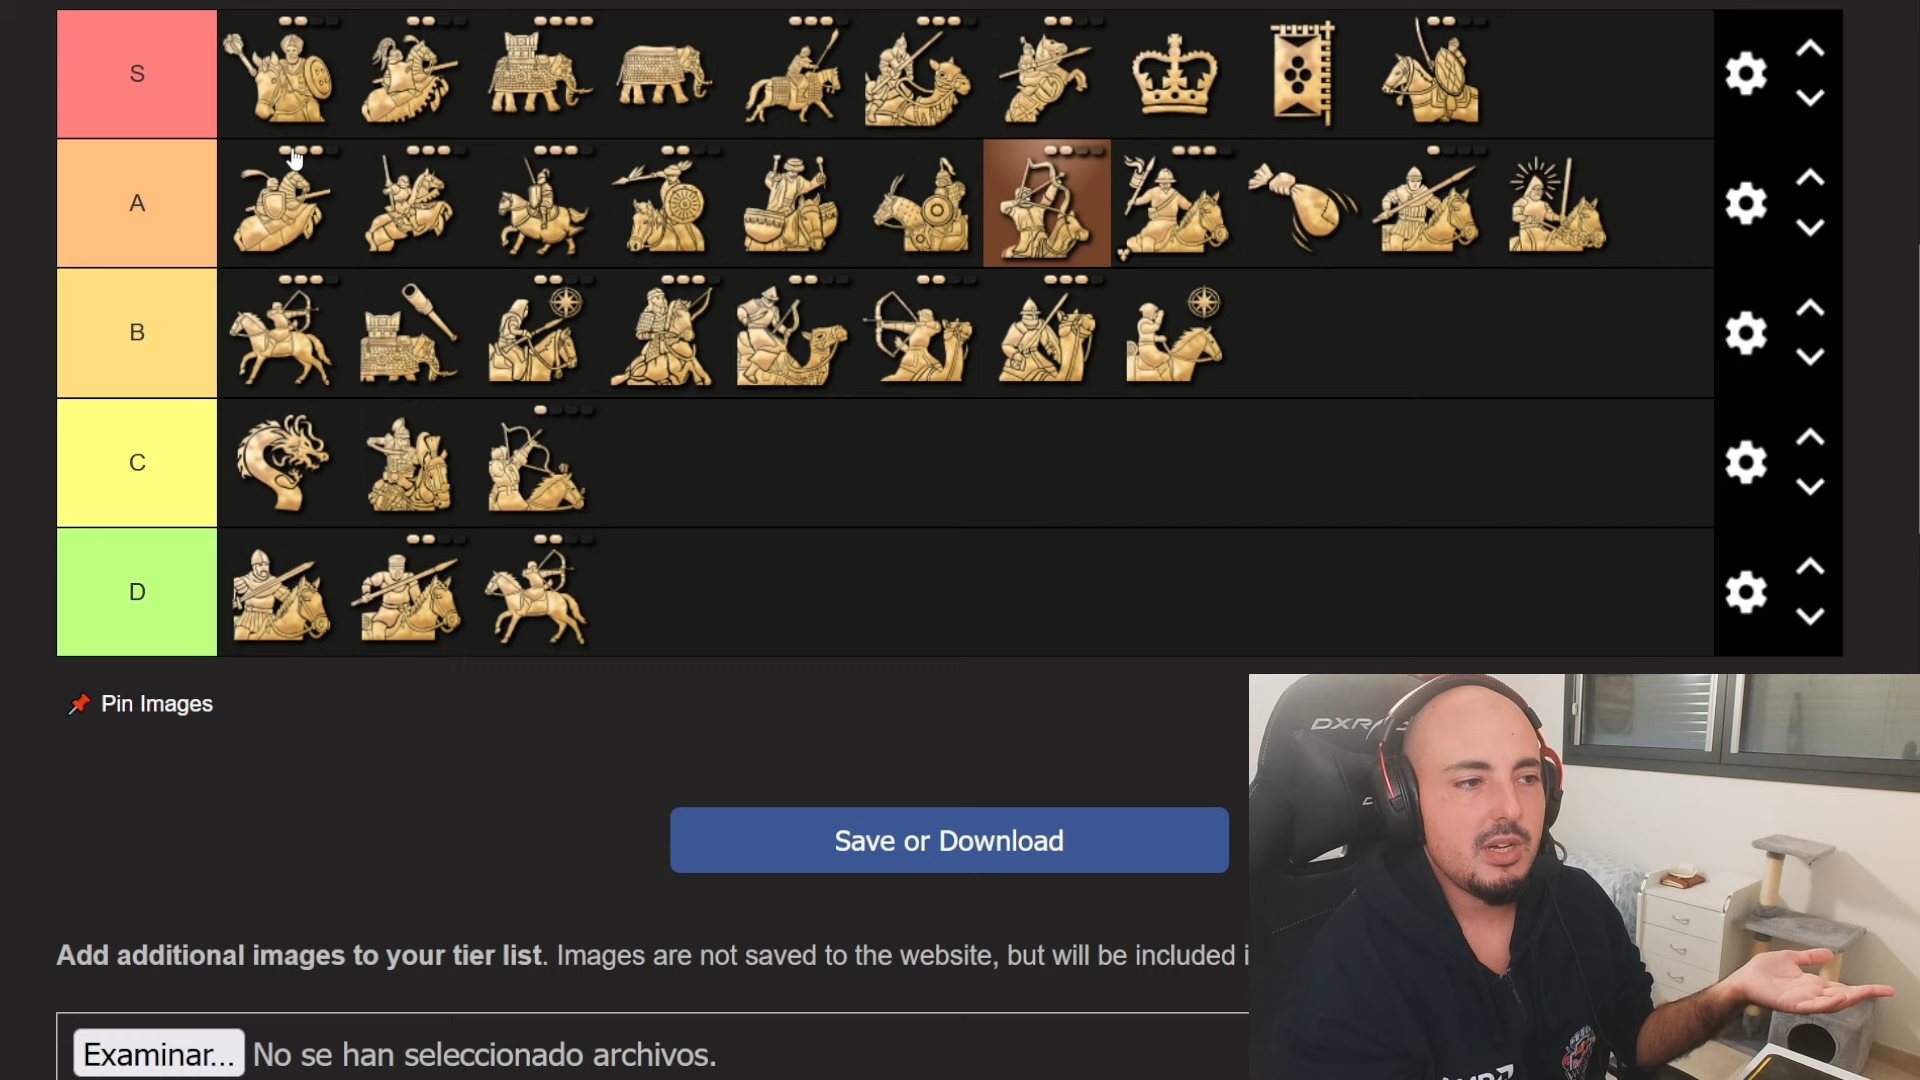 S
A
B
C
D
Pin Images
Save or Download
Add additional images to your tier list. Images are not saved to the website, but will be included i
Examinar... No se han seleccionado archivos.